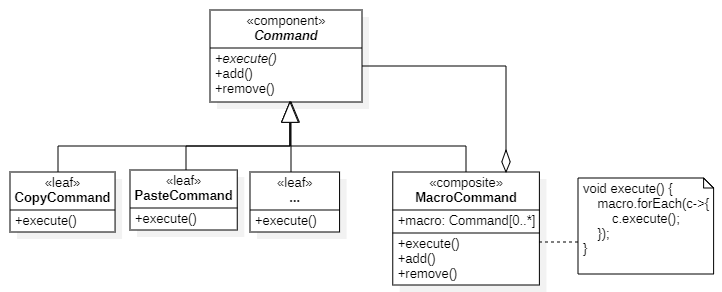 «component»
Command
+execute()
+add()
+remove()
«leaf»
CopyCommand
+execute()
«leaf»
PasteCommand
+execute()
«leaf»
...
+execute()
«composite»
MacroCommand
+macro: Command[0..*]
+execute()
+add()
+remove()
void execute() {
macro.forEach(c->{
c.execute();
});
}